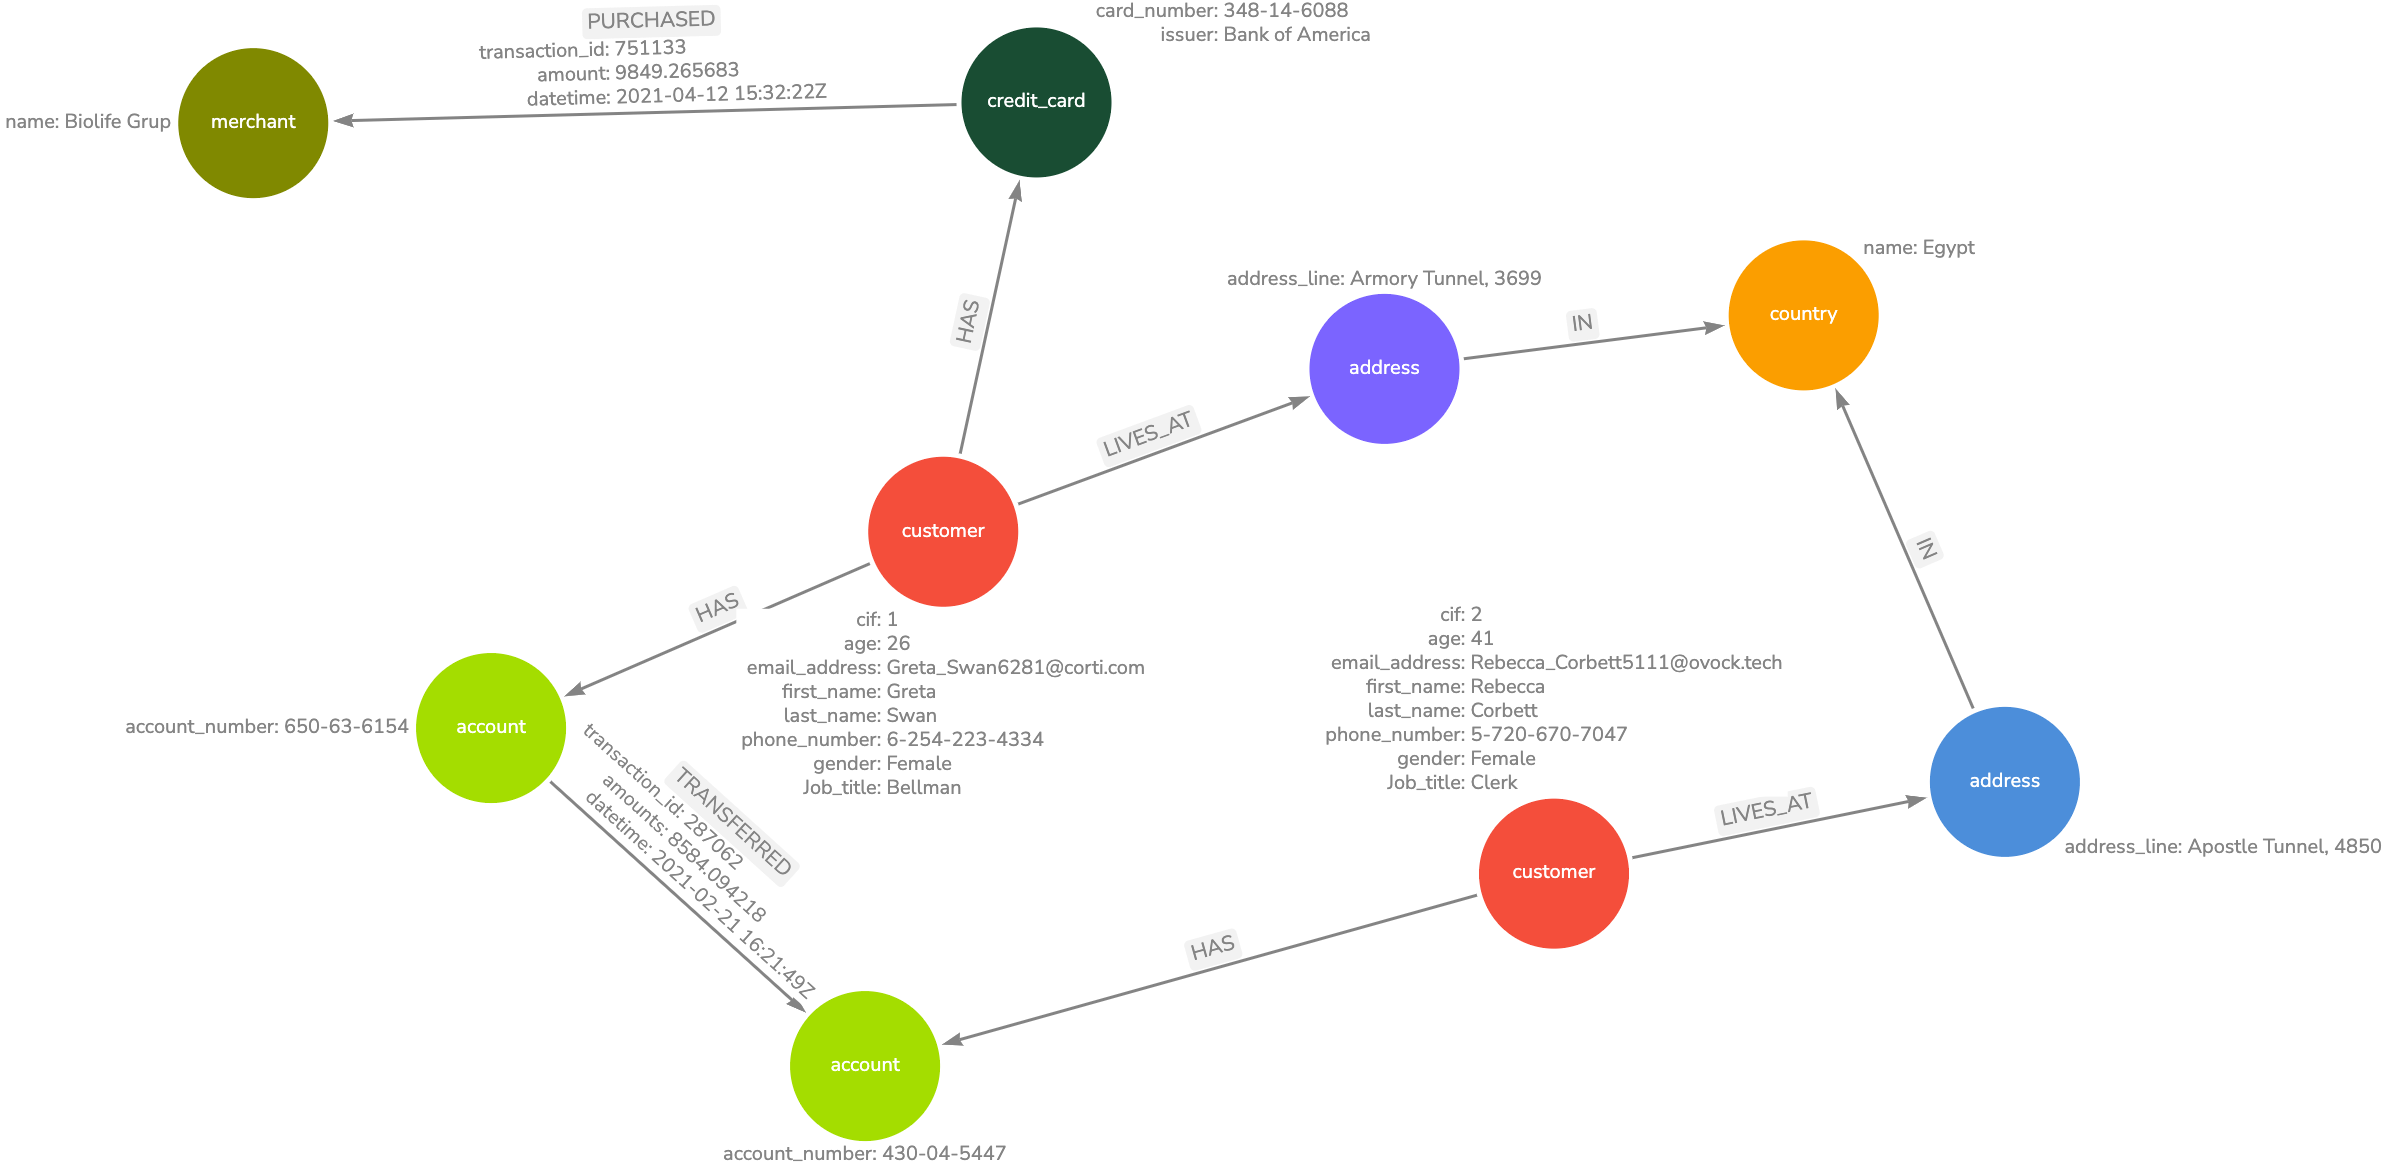 PURCHASED
transaction_id: 751133
amount: 9849.265683
datetime: 2021-04-12 15:32:22Z
card_number: 348-14-6088
issuer: Bank of America
credit_card
name: Biolife Grup
merchant
HAS
name: Egypt
country
address_line: Armory Tunnel, 3699
address
IN
LIVES_AT
customer
cif: 1
age: 26
email_address: Greta_Swan6281@corti.com
first_name: Greta
last_name: Swan
phone_number: 6-254-223-4334
gender: Female
Job_title: Bellman
HAS
account_number: 650-63-6154
account
TRANSFERRED
transaction_id: 287062
amounts: 8584.094218
datetime: 2021-02-21 16:21:49Z
cif: 2
age: 41
email_address: Rebecca_Corbett5111@ovock.tech
first_name: Rebecca
last_name: Corbett
phone_number: 5-720-670-7047
gender: Female
Job_title: Clerk
customer
IN
LIVES_AT
address
address_line: Apostle Tunnel, 4850
HAS
account
account_number: 430-04-5447